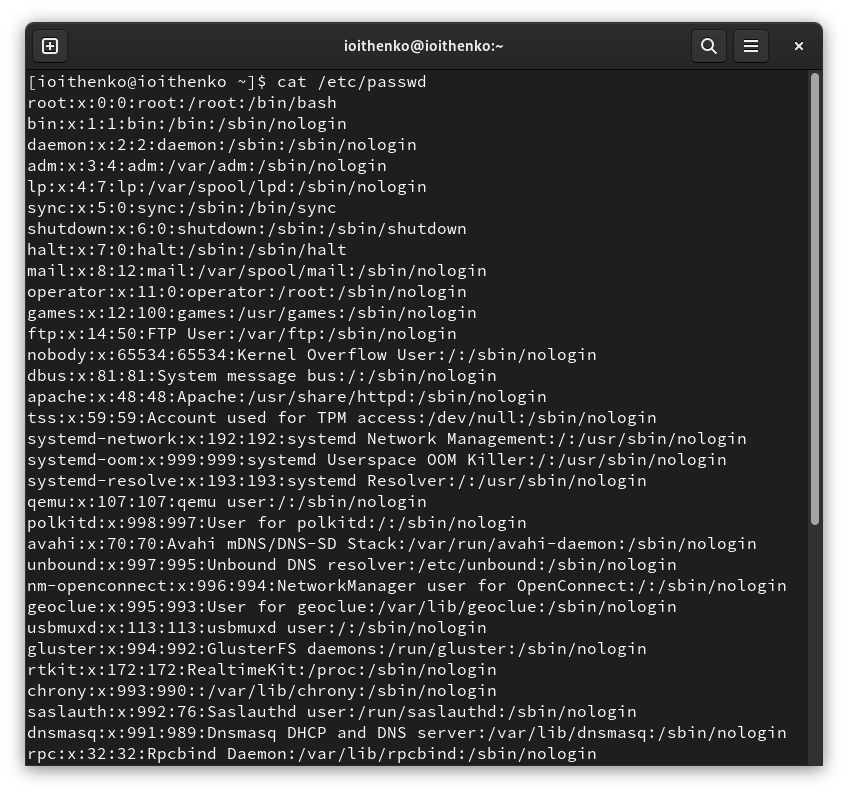 ioithenko@ioithenko:~
[ioithenko@ioithenko ~]$ cat /etc/passwd
root:x:0:0:root:/root:/bin/bash
bin:x:1:1:bin:/bin:/sbin/nologin
daemon:x:2:2:daemon:/sbin:/sbin/nologin
adm:x:3:4:adm:/var/adm:/sbin/nologin
lp:x:4:7:lp:/var/spool/lpd:/sbin/nologin
sync:x:5:0:sync:/sbin:/bin/sync
shutdown:x:6:0:shutdown:/sbin:/sbin/shutdown
halt:x:7:0:halt:/sbin:/sbin/halt
mail:x:8:12:mail:/var/spool/mail:/sbin/nologin
operator:x:11:0:operator:/root:/sbin/nologin
games:x:12:100:games:/usr/games:/sbin/nologin
ftp:x:14:50:FTP User:/var/ftp:/sbin/nologin
nobody:x:65534:65534:Kernel Overflow User:/:/sbin/nologin
dbus:x:81:81:System message bus:/:/sbin/nologin
apache:x:48:48:Apache:/usr/share/httpd:/sbin/nologin
tss:x:59:59:Account used for TPM access:/dev/null:/sbin/nologin
systemd-network:x:192:192:systemd Network Management:/:/usr/sbin/nologin
systemd-oom:x:999:999:systemd Userspace OOM Killer:/:/usr/sbin/nologin
systemd-resolve:x:193:193:systemd Resolver:/:/usr/sbin/nologin
qemu:x:107:107:qemu user:/:/sbin/nologin
polkitd:x:998:997:User for polkitd:/:/sbin/nologin
avahi:x:70:70:Avahi mDNS/DNS-SD Stack:/var/run/avahi-daemon:/sbin/nologin
unbound:x:997:995:Unbound DNS resolver:/etc/unbound:/sbin/nologin
nm-openconnect:x:996:994:NetworkManager user for OpenConnect:/:/sbin/nologin
geoclue:x:995:993:User for geoclue:/var/lib/geoclue:/sbin/nologin
usbmuxd:x:113:113:usbmuxd user:/:/sbin/nologin
gluster:x:994:992:GlusterFS daemons:/run/gluster:/sbin/nologin
rtkit:x:172:172:RealtimeKit:/proc:/sbin/nologin
chrony:x:993:990::/var/lib/chrony:/sbin/nologin
saslauth:x:992:76:Saslauthd user:/run/saslauthd:/sbin/nologin
dnsmasq:x:991:989:Dnsmasq DHCP and DNS server:/var/lib/dnsmasq:/sbin/nologin
rpc:x:32:32:Rpcbind Daemon:/var/lib/rpcbind:/sbin/nologin